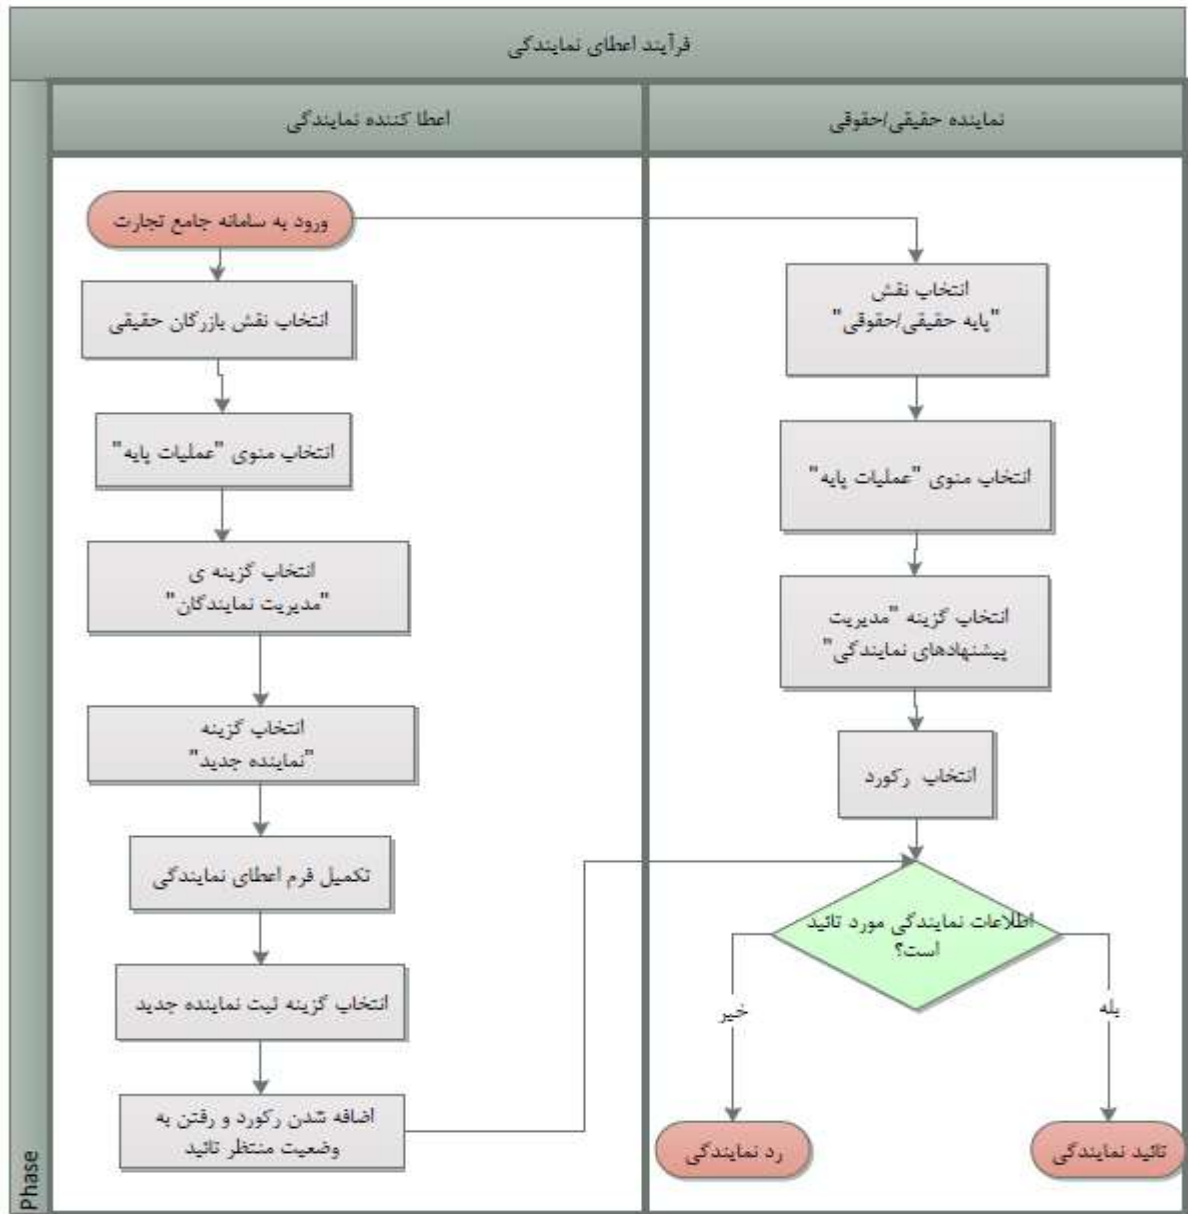 فرآیند اعطای نمایندگی
نماینده حقیقی/حقوقی
اعطا کننده نمایندگی
ورود به سامانه جامع تجارت
انتخاب نقش بازرگان حقیقی
انتخاب منوی "عملیات پایه"
انتخاب گزینه ی
"مدیریت نمایندگان"
انتخاب گزینه
"نماینده جدید"
تکمیل فرم اعطای نمایندگی
انتخاب گزینه ثبت نماینده جدید
اضافه شدن رکورد و رفتن به
وضعیت منتظر تائید
انتخاب نقش
"پایه حقیقی/حقوقی"
انتخاب منوی "عملیات پایه"
انتخاب گزینه "مدیریت
پیشنهادهای نمایندگی"
انتخاب رکورد
اطلاعات نمایندگی مورد تائید
است؟
بله
خیر
تائید نمایندگی
رد نمایندگی
Phase